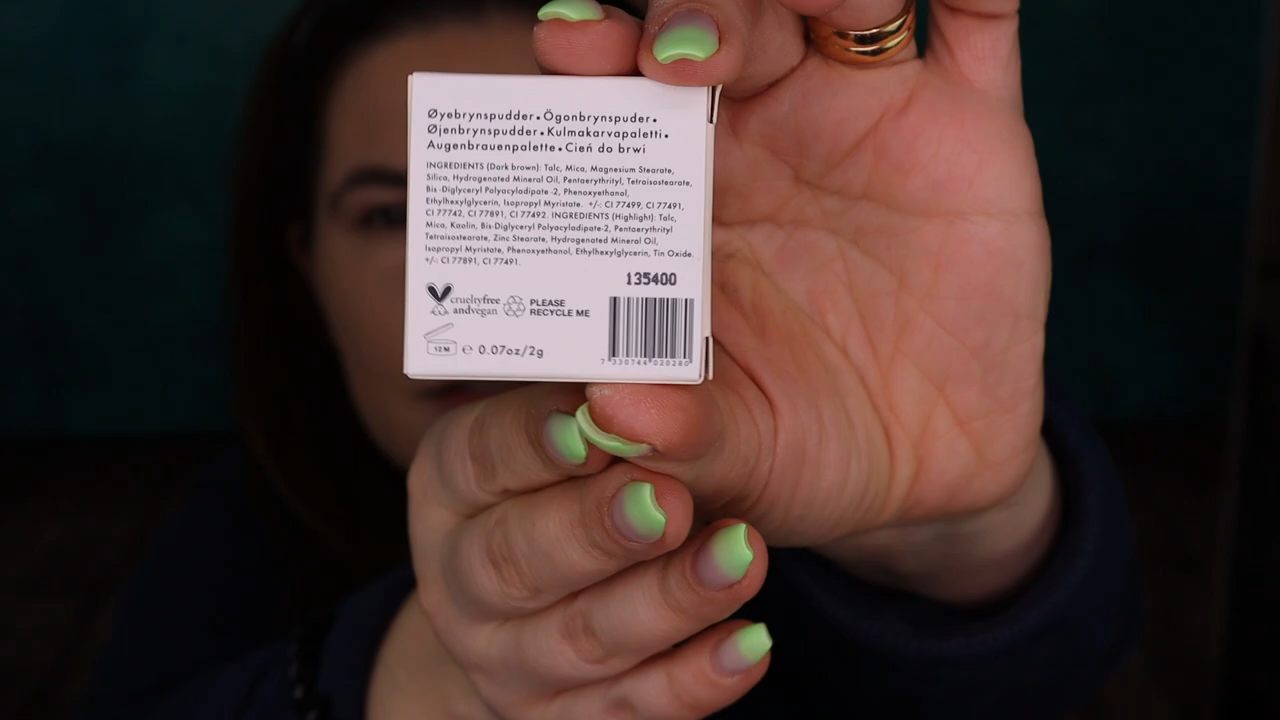 Øyebrynspudder • Ögonbrynspuder •
Øjenbrynspudder • Kulmakarvapaletti •
Augenbrauenpalette • Cień do brwi
INGREDIENTS (Dark brown): Talc, Mica, Magnesium Stearate,
Silica, Hydrogenated Mineral Oil, Pentaerythrityl, Tetraisostearate,
Bis -Diglyceryl Polyacyladipate -2, Phenoxyethanol,
Ethylhexylglycerin, Isopropyl Myristate. +/-: CI 77499, CI 77491,
CI 77742, CI 77891, CI 77492. INGREDIENTS (Highlight): Talc,
Mica, Kaolin, Bis-Diglyceryl Polyacyladipate-2, Pentaerythrityl
Tetraisostearate, Zinc Stearate, Hydrogenated Mineral Oil,
Isopropyl Myristate, Phenoxyethanol, Ethylhexylglycerin, Tin Oxide.
+/-: CI 77891, CI 77491.
135400
crueltyfree
andvegan
PLEASE
RECYCLE ME
12 M
℮ 0.07oz/2g
7 330744 020280